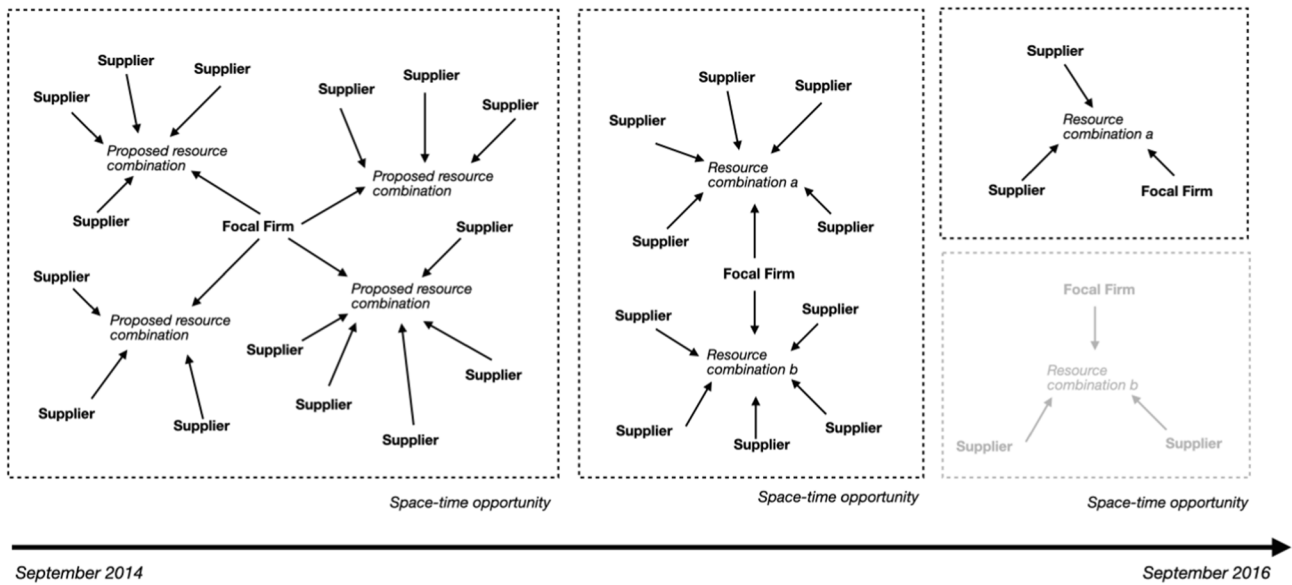 Supplier
Supplier
Supplier
Proposed resource
combination
Supplier
Supplier
Supplier
Supplier
Proposed resource
combination
Focal Firm
Supplier
Proposed resource
combination
Supplier
Supplier
Supplier
Proposed resource
combination
Supplier
Supplier
Supplier
Supplier
Supplier
Space-time opportunity
Supplier
Supplier
Supplier
Resource
combination a
Supplier
Supplier
Focal Firm
Supplier
Supplier
Resource
combination b
Supplier
Supplier
Supplier
Space-time opportunity
Supplier
Resource
combination a
Supplier
Focal Firm
Focal Firm
Resource
combination b
Supplier
Supplier
Space-time opportunity
September 2014
September 2016